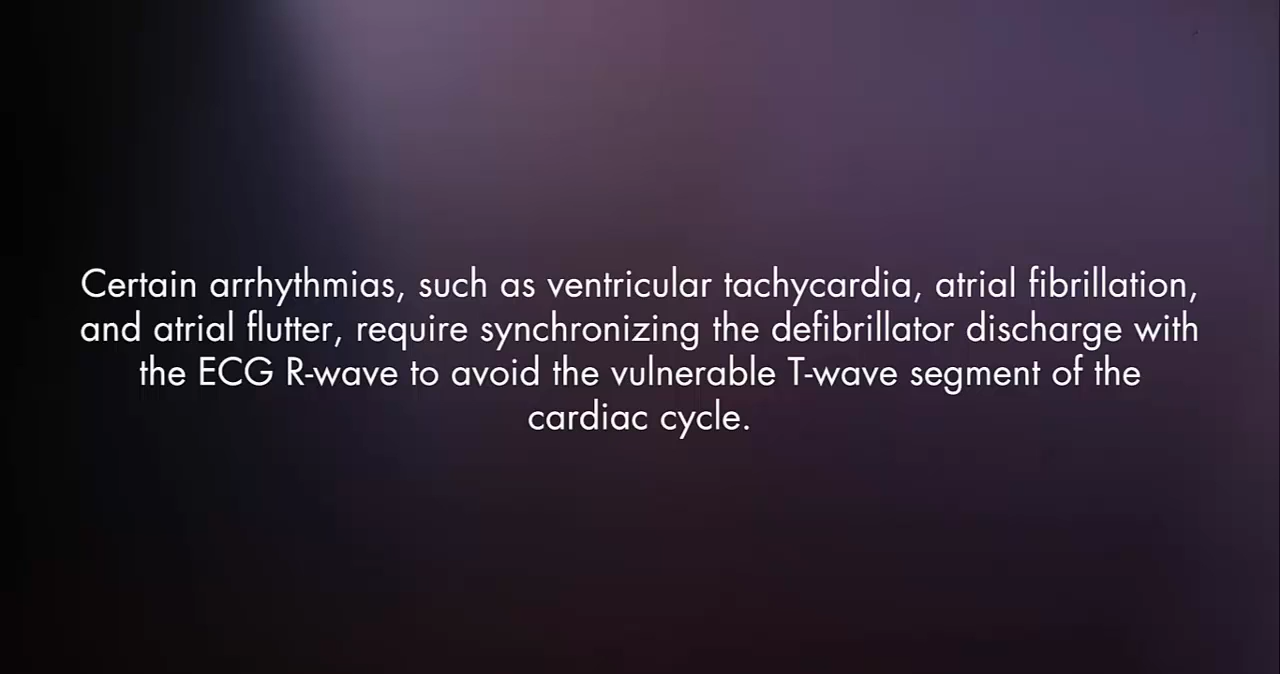 Certain arrhythmias, such as ventricular tachycardia, atrial fibrillation,
and atrial flutter, require synchronizing the defibrillator discharge with
the ECG R-wave to avoid the vulnerable T-wave segment of the
cardiac cycle.